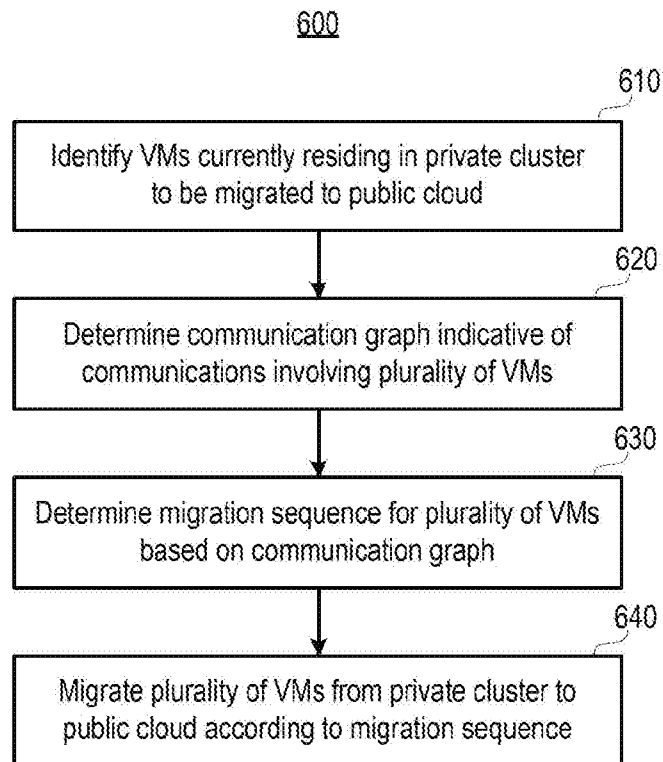 600
610
Identify VMs currently residing in private cluster
to be migrated to public cloud
620
Determine communication graph indicative of
communications involving plurality of VMs
630
Determine migration sequence for plurality of VMs
based on communication graph
640
Migrate plurality of VMs from private cluster to
public cloud according to migration sequence